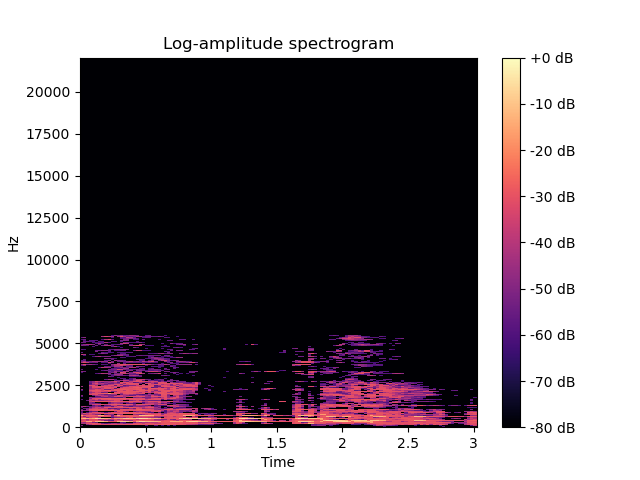 Log-amplitude spectrogram
Hz
20000
17500
15000
12500
10000
7500
5000
2500
0
0 0.5 1 1.5 2 2.5 3
Time
+0 dB
-10 dB
-20 dB
-30 dB
-40 dB
-50 dB
-60 dB
-70 dB
-80 dB